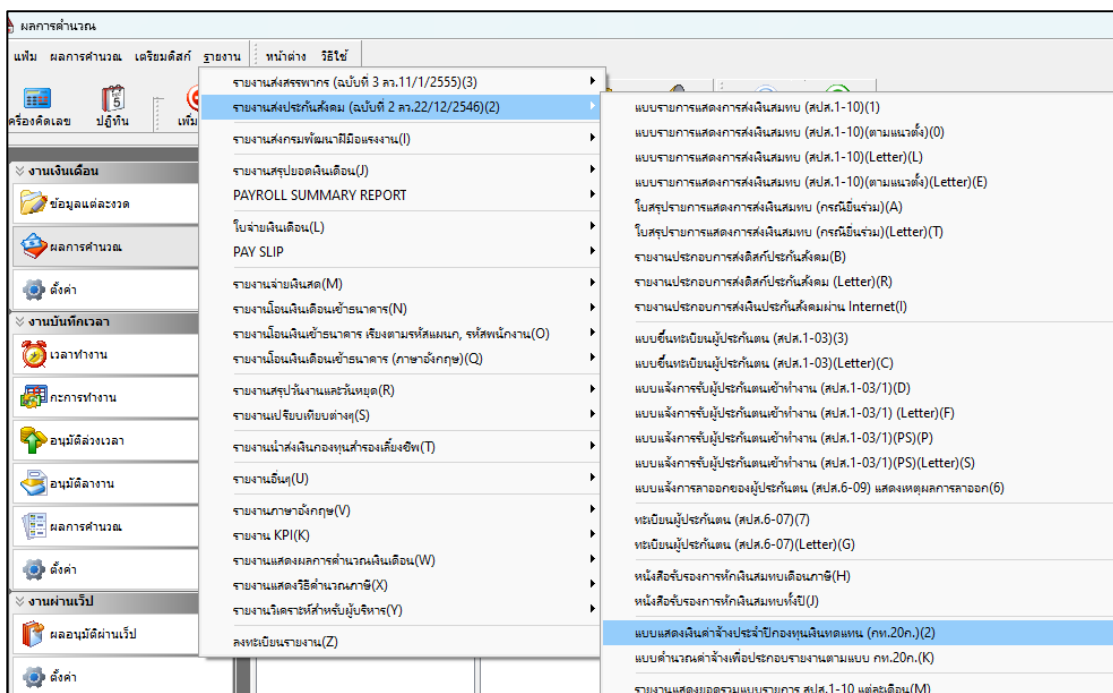 ผลการคำนวณ
แฟ้ม ผลการคำนวณ เตรียมดิสก์ รายงาน หน้าต่าง วิธีใช้
ครื่องคิดเลข ปฏิทิน เพิ่ม
งานเงินเดือน
ข้อมูลแต่ละงวด
ผลการคำนวณ
ตั้งค่า
งานบันทึกเวลา
เวลาทำงาน
กะการทำงาน
อนุมัติล่วงเวลา
อนุมัติลางาน
ผลการคำนวณ
ตั้งค่า
งานผ่านเว็ป
ผลอนุมัติผ่านเว็ป
ตั้งค่า
รายงานส่งสรรพากร (ฉบับที่ 3 ลว.11/1/2555)(3)
รายงานส่งประกันสังคม (ฉบับที่ 2 ลว.22/12/2546)(2)
รายงานส่งกรมพัฒนาฝีมือแรงงาน(I)
รายงานสรุปยอดเงินเดือน(J)
PAYROLL SUMMARY REPORT
ใบจ่ายเงินเดือน(L)
PAY SLIP
รายงานจ่ายเงินสด(M)
รายงานโอนเงินเดือนเข้าธนาคาร(N)
รายงานโอนเงินเข้าธนาคาร เรียงตามรหัสแผนก, รหัสพนักงาน(O)
รายงานโอนเงินเดือนเข้าธนาคาร (ภาษาอังกฤษ)(Q)
รายงานสรุปวันงานและวันหยุด(R)
รายงานเปรียบเทียบต่างๆ(S)
รายงานนำส่งเงินกองทุนสำรองเลี้ยงชีพ(T)
รายงานอื่นๆ(U)
รายงานภาษาอังกฤษ(V)
รายงาน KPI(K)
รายงานแสดงผลการคำนวณเงินเดือน(W)
รายงานแสดงวิธีคำนวณภาษี(X)
รายงานวิเคราะห์สำหรับผู้บริหาร(Y)
ลงทะเบียนรายงาน(Z)
แบบรายการแสดงการส่งเงินสมทบ (สปส.1-10)(1)
แบบรายการแสดงการส่งเงินสมทบ (สปส.1-10)(ตามแนวตั้ง)(0)
แบบรายการแสดงการส่งเงินสมทบ (สปส.1-10)(Letter)(L)
แบบรายการแสดงการส่งเงินสมทบ (สปส.1-10)(ตามแนวตั้ง)(Letter)(E)
ใบสรุปรายการแสดงการส่งเงินสมทบ (กรณียื่นร่วม)(A)
ใบสรุปรายการแสดงการส่งเงินสมทบ (กรณียื่นร่วม)(Letter)(T)
รายงานประกอบการส่งดิสก์ประกันสังคม(B)
รายงานประกอบการส่งดิสก์ประกันสังคม (Letter)(R)
รายงานประกอบการส่งเงินประกันสังคมผ่าน Internet(I)
แบบขึ้นทะเบียนผู้ประกันตน (สปส.1-03)(3)
แบบขึ้นทะเบียนผู้ประกันตน (สปส.1-03)(Letter)(C)
แบบแจ้งการรับผู้ประกันตนเข้าทำงาน (สปส.1-03/1)(D)
แบบแจ้งการรับผู้ประกันตนเข้าทำงาน (สปส.1-03/1) (Letter)(F)
แบบแจ้งการรับผู้ประกันตนเข้าทำงาน (สปส.1-03/1)(PS)(P)
แบบแจ้งการรับผู้ประกันตนเข้าทำงาน (สปส.1-03/1)(PS)(Letter)(S)
แบบแจ้งการลาออกของผู้ประกันตน (สปส.6-09) แสดงเหตุผลการลาออก(6)
ทะเบียนผู้ประกันตน (สปส.6-07)(7)
ทะเบียนผู้ประกันตน (สปส.6-07)(Letter)(G)
หนังสือรับรองการหักเงินสมทบเดือนภาษี(H)
หนังสือรับรองการหักเงินสมทบทั้งปี(J)
แบบแสดงเงินค่าจ้างประจำปีกองทุนเงินทดแทน (กท.20ก.)(2)
แบบคำนวณค่าจ้างเพื่อประกอบรายงานตามแบบ กท.20ก.(K)
รายงานแสดงยอดรวมแบบรายการ สปส.1-10 แต่ละเดือน(M)